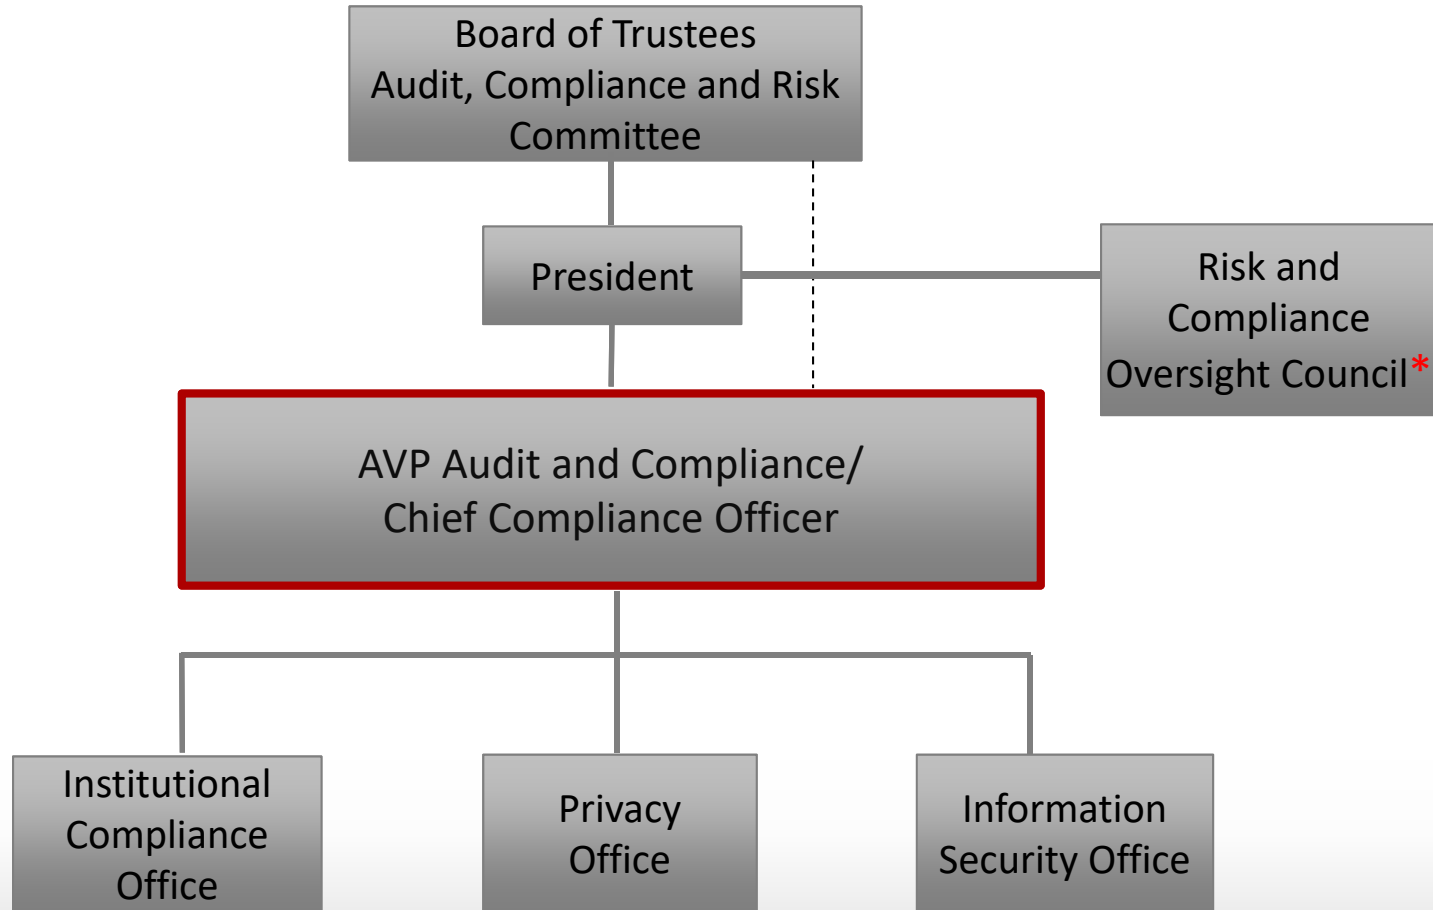 Board of Trustees
Audit, Compliance and Risk
Committee
President
Risk and
Compliance
Oversight Council*
AVP Audit and Compliance/
Chief Compliance Officer
Institutional
Compliance
Office
Privacy
Office
Information
Security Office